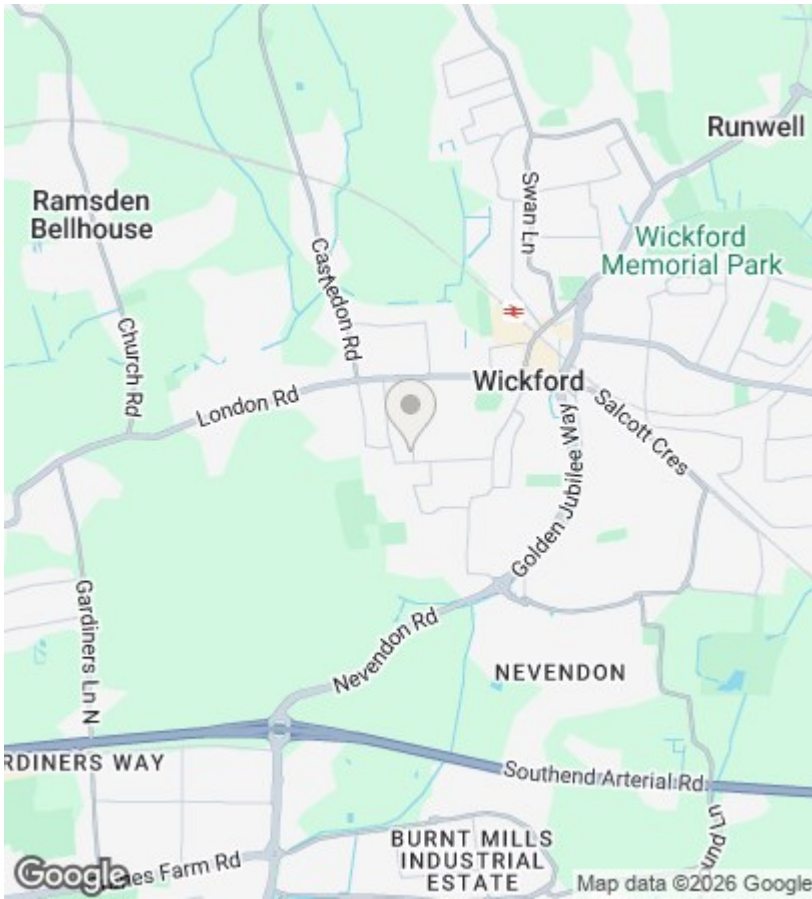 Runwell
Ramsden
Bellhouse
Swan Ln
Wickford
Memorial Park
Castledon Rd
Church Rd
London Rd
Wickford
Salcott Cres
Golden Jubilee Way
Gardiners Ln N
Nevendon Rd
NEVENDON
RDINERS WAY
Southend Arterial Rd
BURNT MILLS
INDUSTRIAL
ESTATE
Farm Rd
Google
Map data ©2026 Google